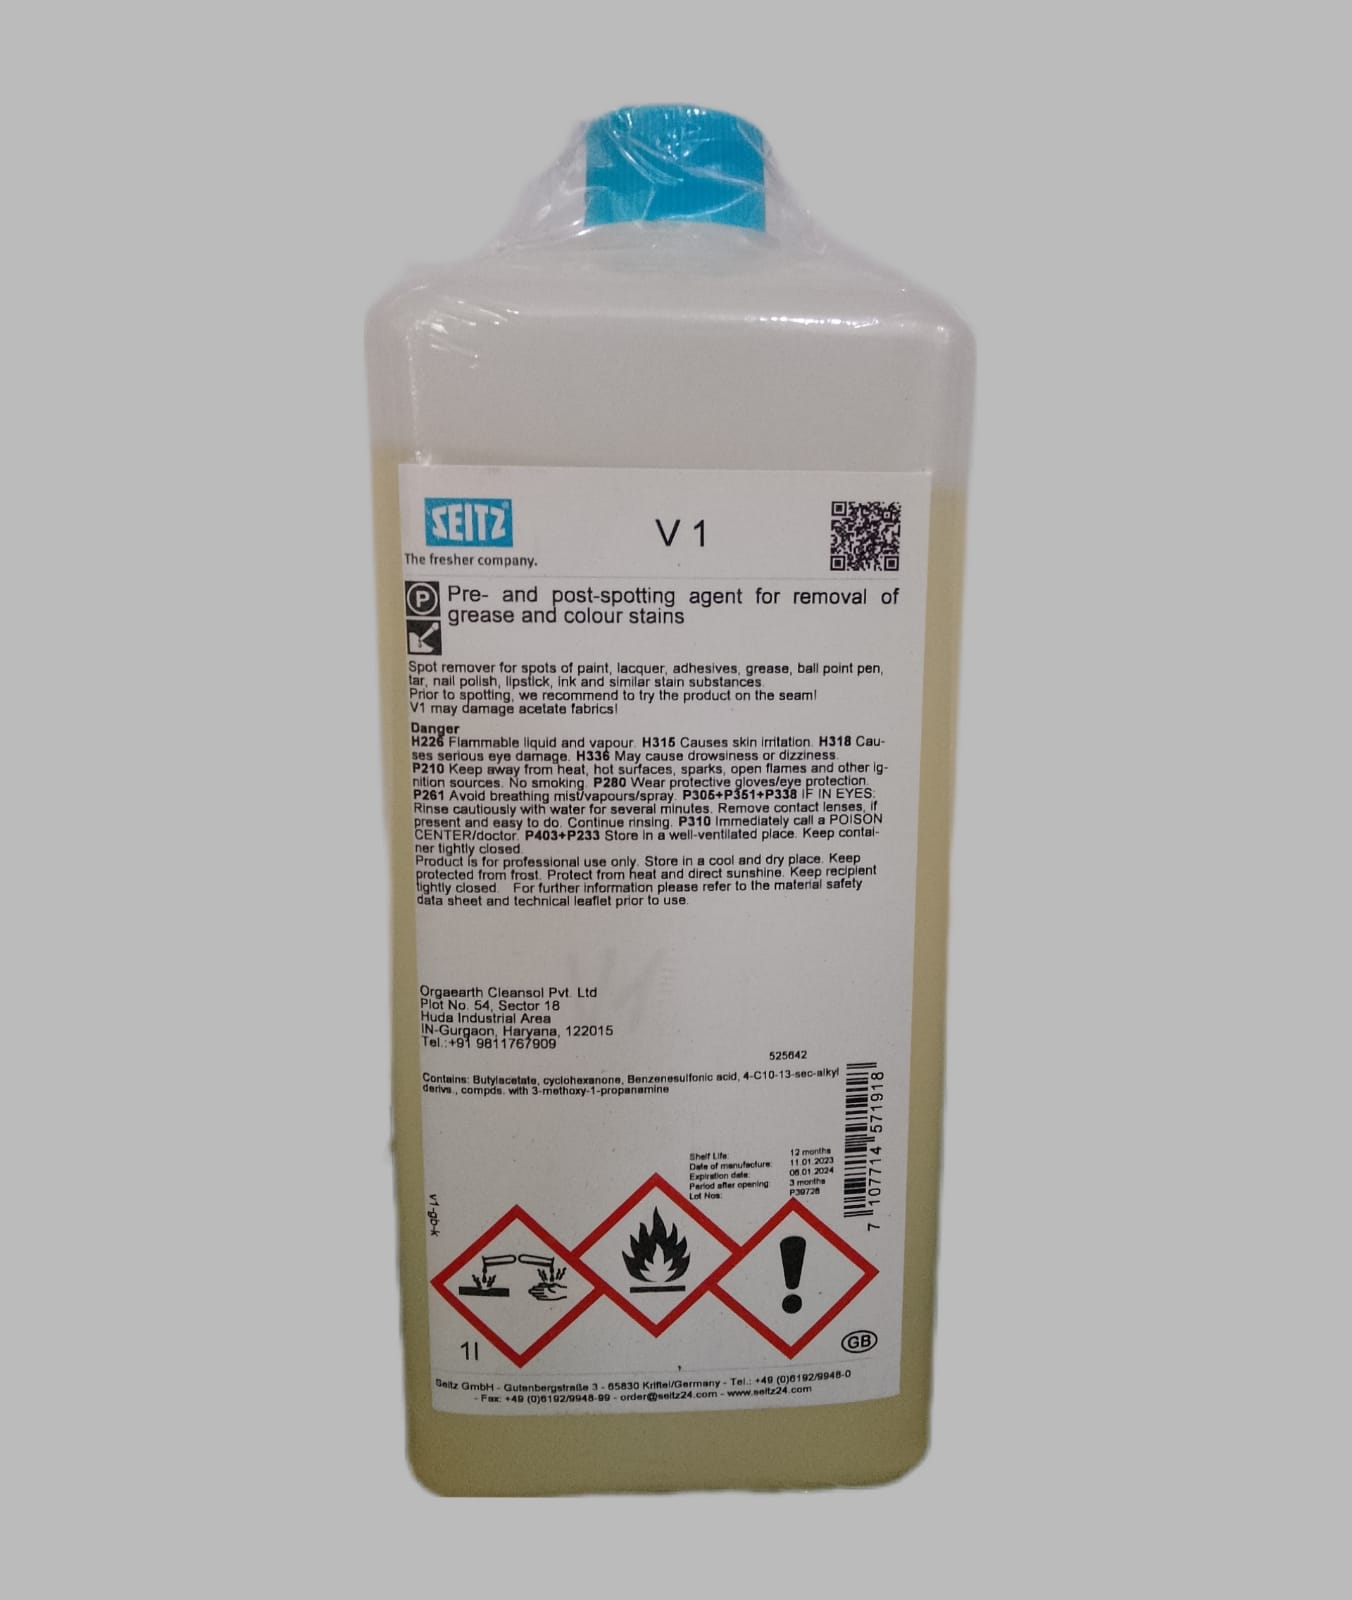 SEITZ
The fresher company.
V 1
P
Pre- and post-spotting agent for removal of
grease and colour stains
Spot remover for spots of paint, lacquer, adhesives, grease, ball point pen,
tar, nail polish, lipstick, ink and similar stain substances.
Prior to spotting, we recommend to try the product on the seam!
V1 may damage acetate fabrics!
Danger
H226 Flammable liquid and vapour. H315 Causes skin irritation. H318 Cau-
ses serious eye damage. H336 May cause drowsiness or dizziness.
P210 Keep away from heat, hot surfaces, sparks, open flames and other ig-
nition sources. No smoking. P280 Wear protective gloves/eye protection.
P261 Avoid breathing mist/vapours/spray. P305+P351+P338 IF IN EYES:
Rinse cautiously with water for several minutes. Remove contact lenses, if
present and easy to do. Continue rinsing. P310 Immediately call a POISON
CENTER/doctor. P403+P233 Store in a well-ventilated place. Keep contai-
ner tightly closed.
Product is for professional use only. Store in a cool and dry place. Keep
protected from frost. Protect from heat and direct sunshine. Keep recipient
tightly closed. For further information please refer to the material safety
data sheet and technical leaflet prior to use.
V1
Orgaearth Cleansol Pvt. Ltd
Plot No. 54, Sector 18
Huda Industrial Area
IN-Gurgaon, Haryana, 122015
Tel.:+91 9811767909
525642
Contains: Butylacetate, cyclohexanone, Benzenesulfonic acid, 4-C10-13-sec-alkyl
derivs., compds. with 3-methoxy-1-propanamine
Shelf Life: 12 months
Date of manufacture: 11.01.2023
Expiration date: 06.01.2024
Period after opening: 3 months
Lot Nos: P39726
7 107714 571918
v1-gb-k
1l
GB
Seitz GmbH - Gutenbergstraße 3 - 65830 Kriftel/Germany - Tel.: +49 (0)6192/9948-0
- Fax: +49 (0)6192/9948-99 - order@seitz24.com - www.seitz24.com